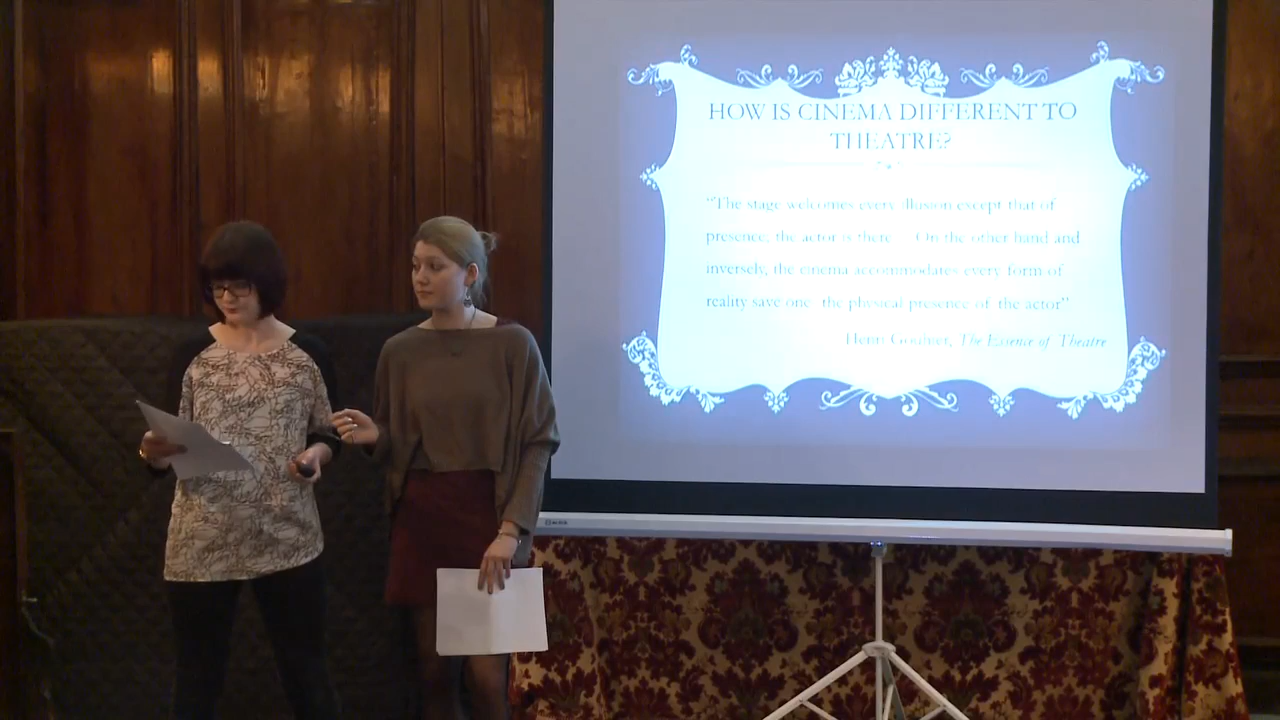 HOW IS CINEMA DIFFERENT TO
THEATRE?
“The stage welcomes every illusion except that of
presence; the actor is there ... On the other hand and
inversely, the cinema accommodates every form of
reality save one- the physical presence of the actor”
Henri Gouhier, The Essence of Theatre